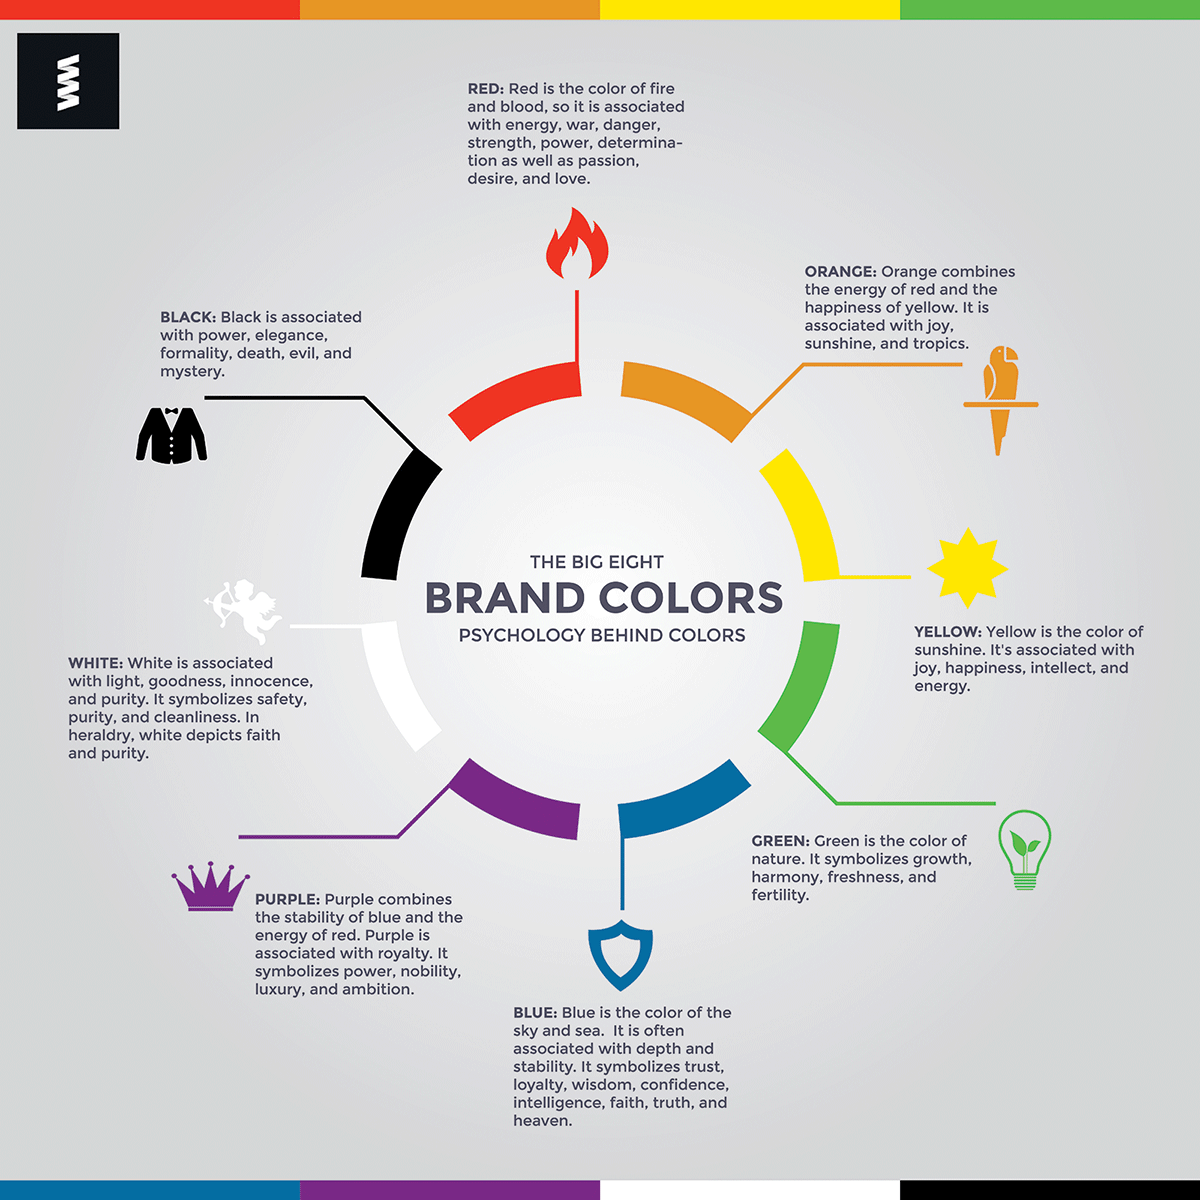 RED: Red is the color of fire
and blood, so it is associated
with energy, war, danger,
strength, power, determina-
tion as well as passion,
desire, and love.
ORANGE: Orange combines
the energy of red and the
happiness of yellow. It is
associated with joy,
sunshine, and tropics.
BLACK: Black is associated
with power, elegance,
formality, death, evil, and
mystery.
THE BIG EIGHT
BRAND COLORS
PSYCHOLOGY BEHIND COLORS
YELLOW: Yellow is the color of
sunshine. It's associated with
joy, happiness, intellect, and
energy.
WHITE: White is associated
with light, goodness, innocence,
and purity. It symbolizes safety,
purity, and cleanliness. In
heraldry, white depicts faith
and purity.
GREEN: Green is the color of
nature. It symbolizes growth,
harmony, freshness, and
fertility.
PURPLE: Purple combines
the stability of blue and the
energy of red. Purple is
associated with royalty. It
symbolizes power, nobility,
luxury, and ambition.
BLUE: Blue is the color of the
sky and sea.  It is often
associated with depth and
stability. It symbolizes trust,
loyalty, wisdom, confidence,
intelligence, faith, truth, and
heaven.